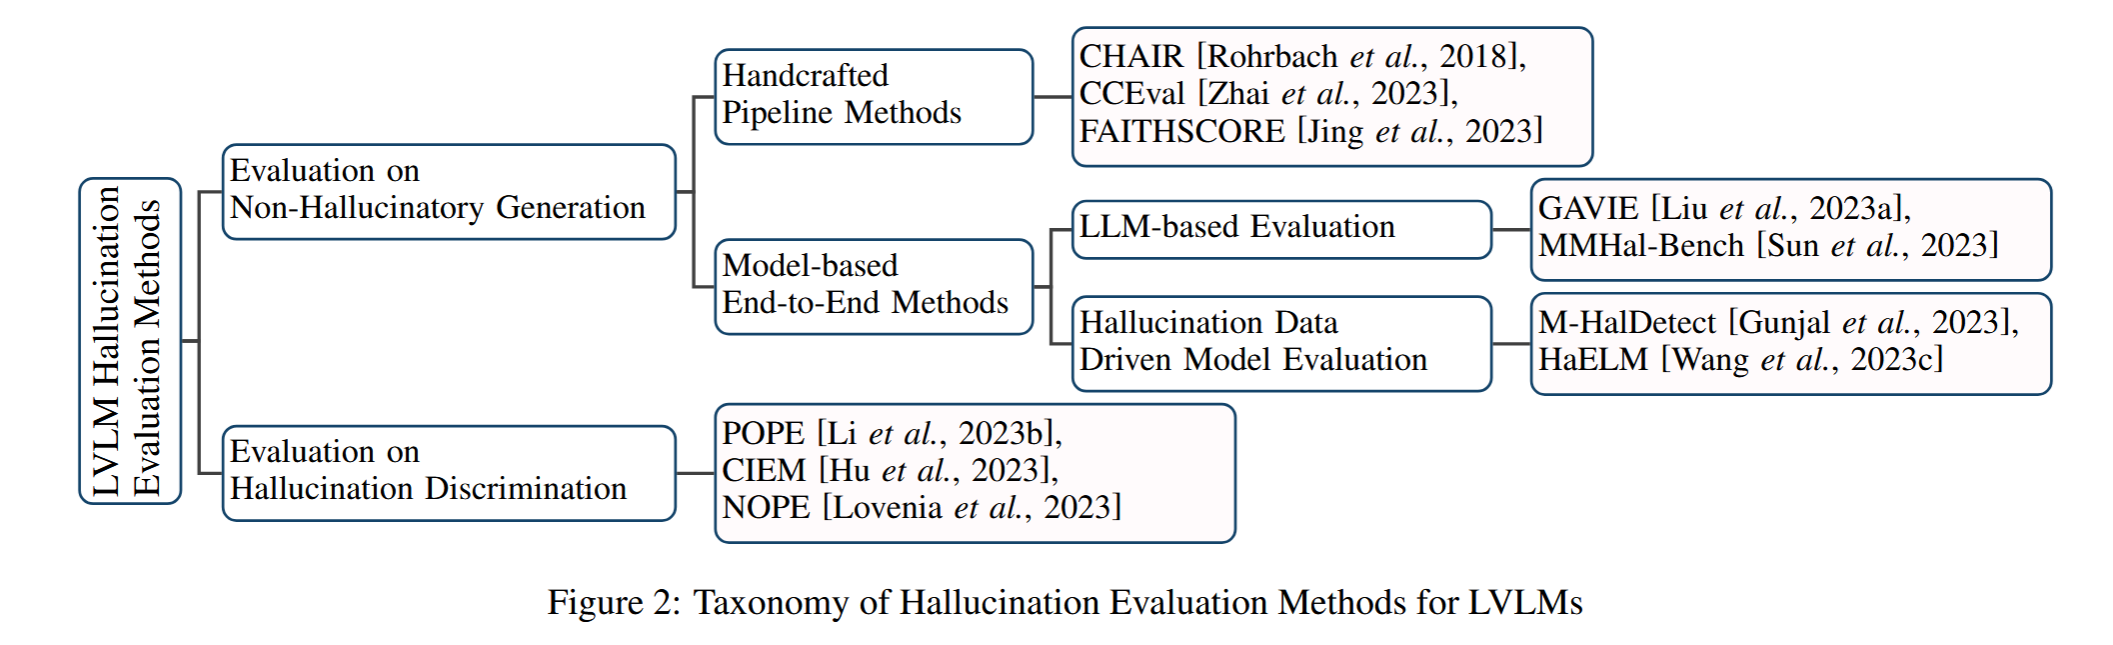 LVLM Hallucination
Evaluation Methods
Evaluation on
Non-Hallucinatory Generation
Handcrafted
Pipeline Methods
CHAIR [Rohrbach et al., 2018],
CCEval [Zhai et al., 2023],
FAITHSCORE [Jing et al., 2023]
Model-based
End-to-End Methods
LLM-based Evaluation
GAVIE [Liu et al., 2023a],
MMHal-Bench [Sun et al., 2023]
Hallucination Data
Driven Model Evaluation
M-HalDetect [Gunjal et al., 2023],
HaELM [Wang et al., 2023c]
Evaluation on
Hallucination Discrimination
POPE [Li et al., 2023b],
CIEM [Hu et al., 2023],
NOPE [Lovenia et al., 2023]
Figure 2: Taxonomy of Hallucination Evaluation Methods for LVLMs